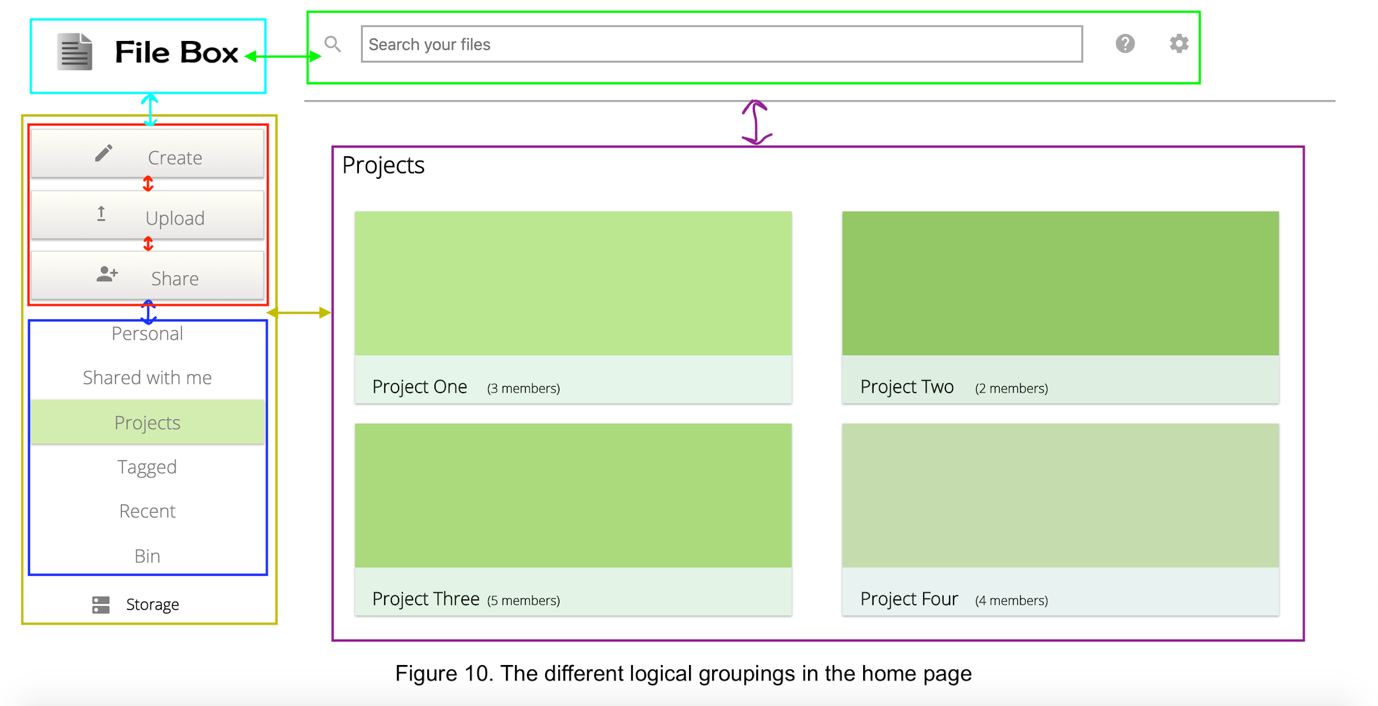 File Box
Search your files
Create
Upload
Share
Personal
Shared with me
Projects
Tagged
Recent
Bin
Storage
Projects
Project One (3 members)
Project Two (2 members)
Project Three (5 members)
Project Four (4 members)
Figure 10. The different logical groupings in the home page